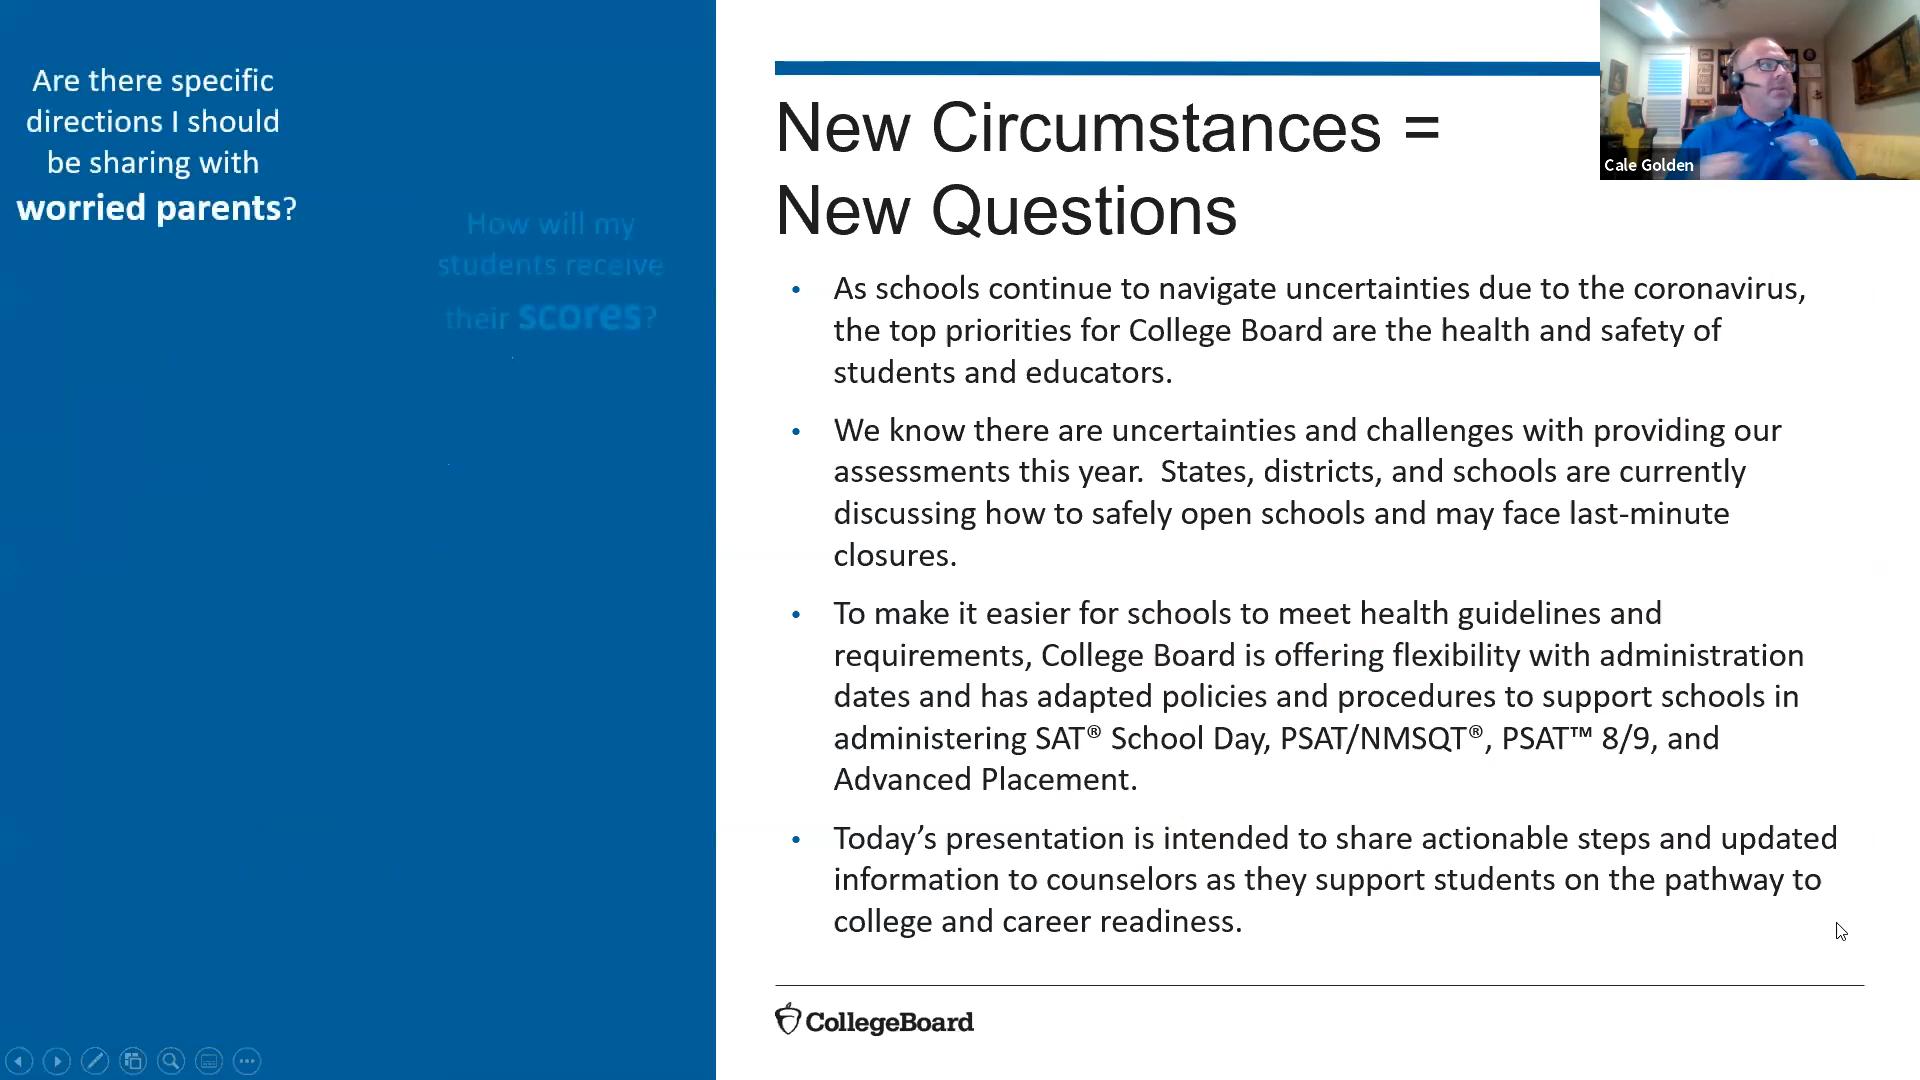 Are there specific
directions I should
be sharing with
worried parents?
How will my
students receive
their scores?
New Circumstances =
New Questions
• As schools continue to navigate uncertainties due to the coronavirus,
the top priorities for College Board are the health and safety of
students and educators.
• We know there are uncertainties and challenges with providing our
assessments this year.  States, districts, and schools are currently
discussing how to safely open schools and may face last-minute
closures.
• To make it easier for schools to meet health guidelines and
requirements, College Board is offering flexibility with administration
dates and has adapted policies and procedures to support schools in
administering SAT® School Day, PSAT/NMSQT®, PSAT™ 8/9, and
Advanced Placement.
• Today’s presentation is intended to share actionable steps and updated
information to counselors as they support students on the pathway to
college and career readiness.
CollegeBoard
Cale Golden